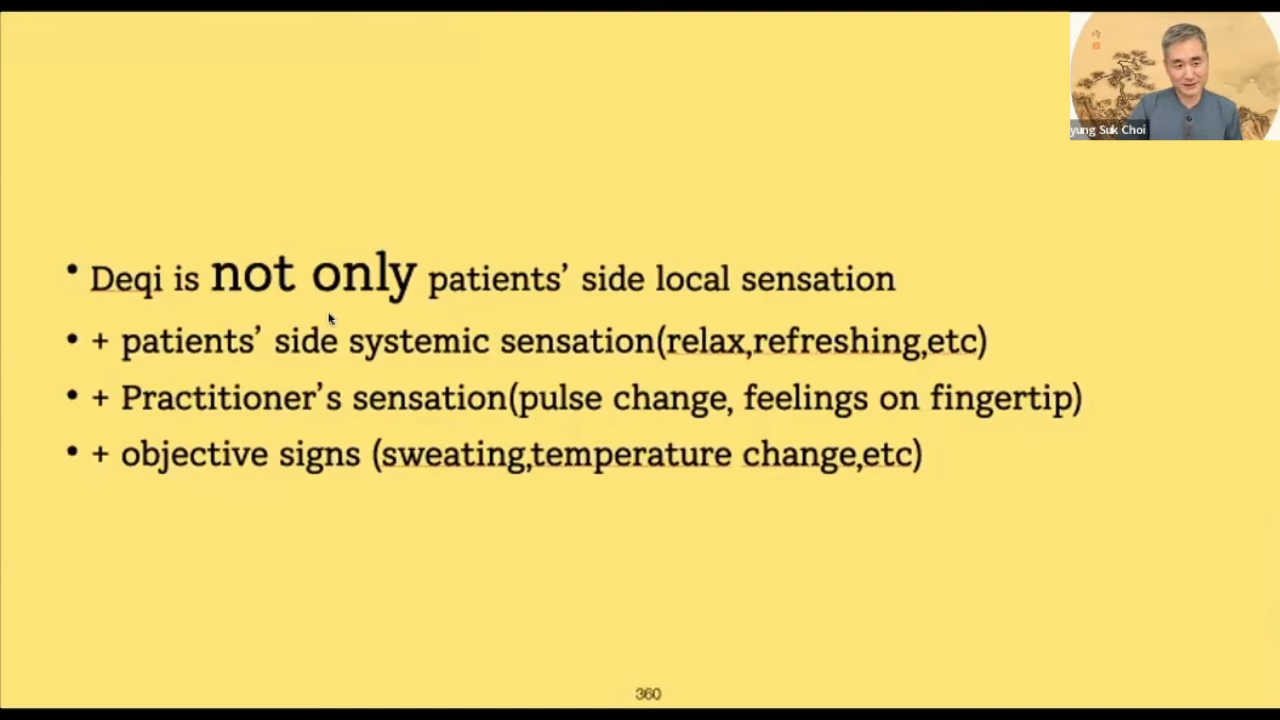 yung Suk Choi
• Deqi is not only patients’ side local sensation
• + patients’ side systemic sensation(relax,refreshing,etc)
• + Practitioner’s sensation(pulse change, feelings on fingertip)
• + objective signs (sweating,temperature change,etc)
360